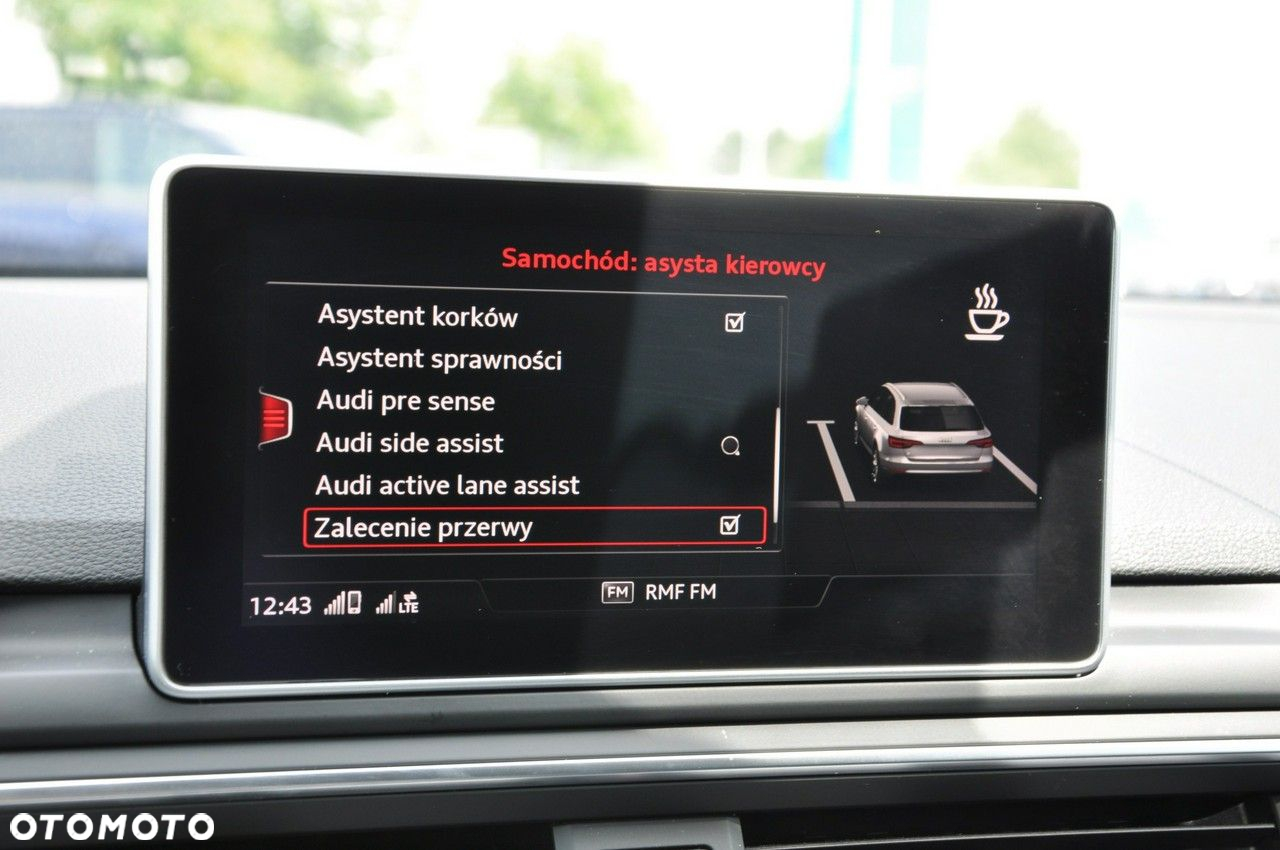 Samochód: asysta kierowcy
Asystent korków
Asystent sprawności
Audi pre sense
Audi side assist
Audi active lane assist
Zalecenie przerwy
12:43
LTE
FM RMF FM
OTOMOTO